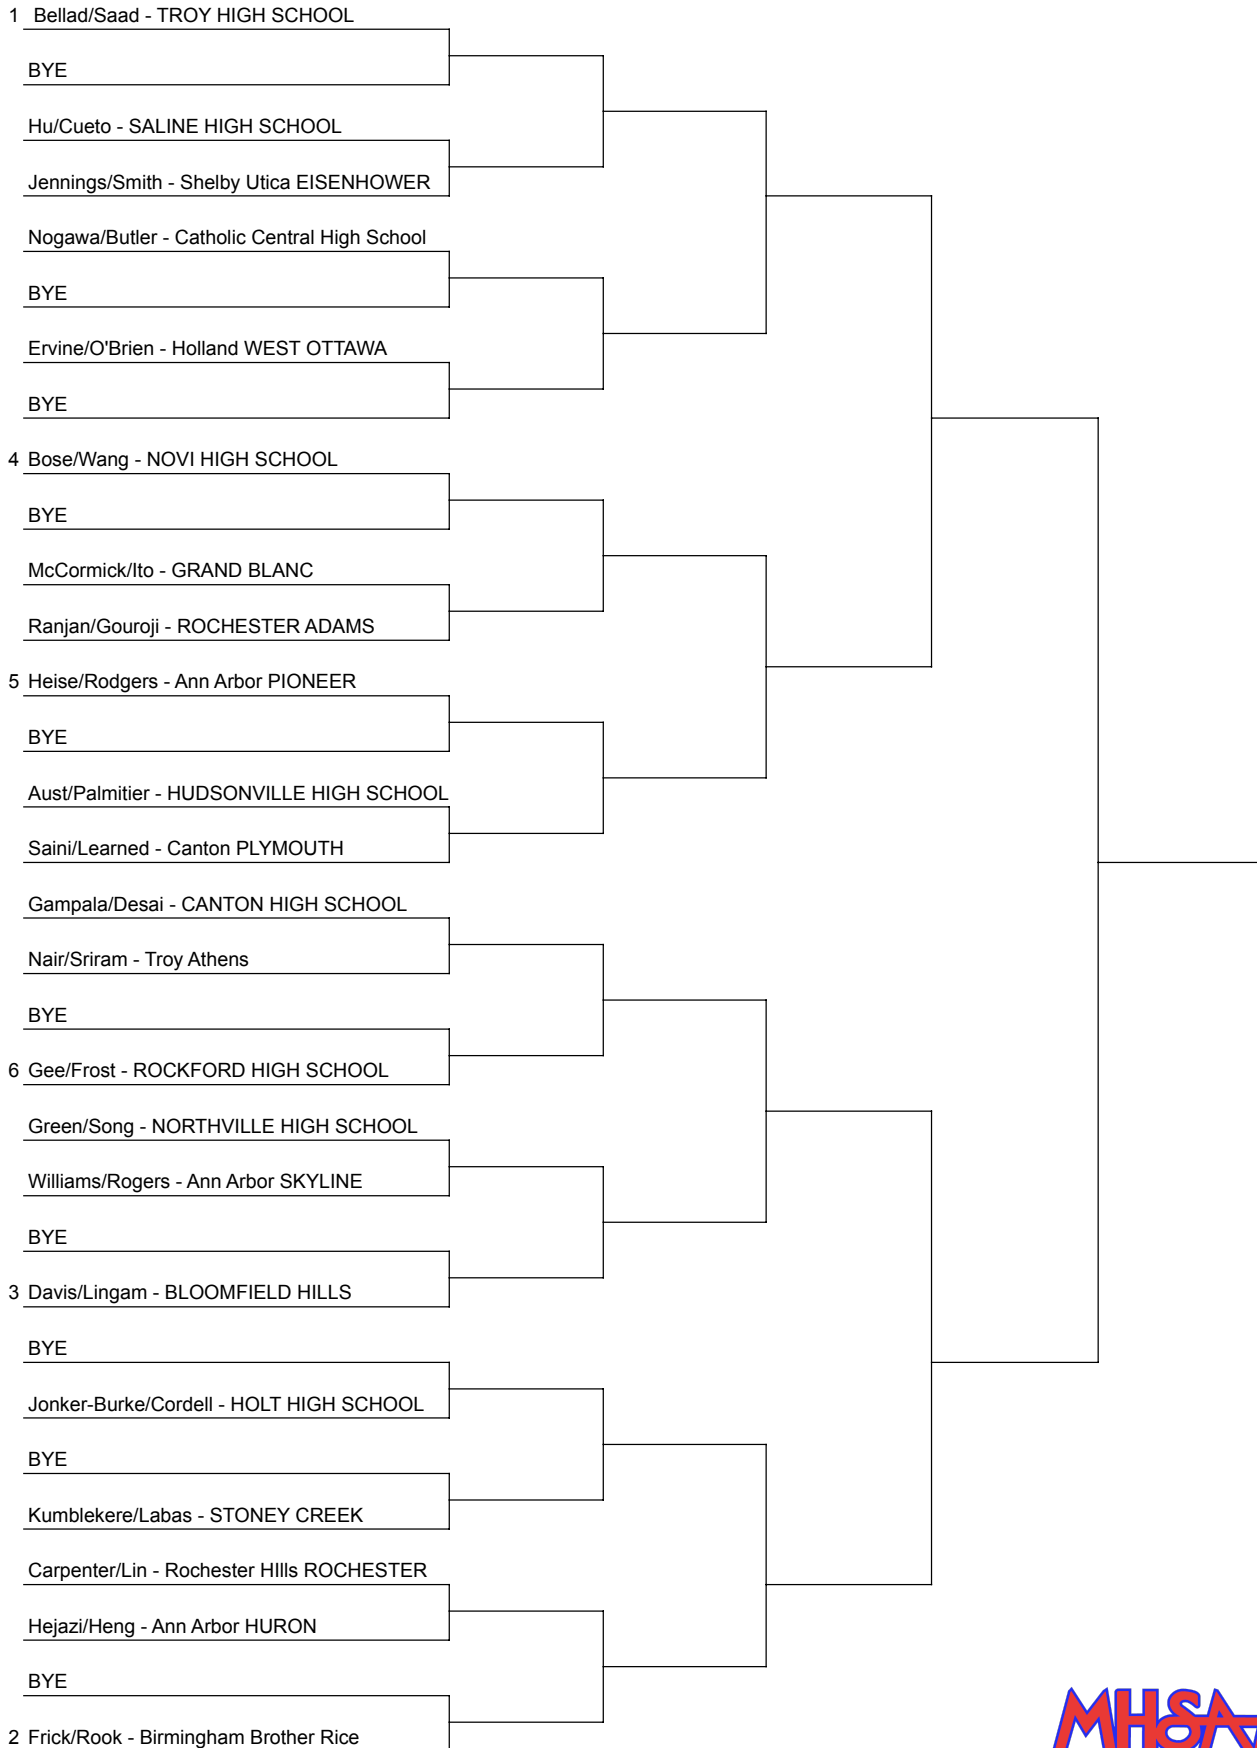 1 Bellad/Saad - TROY HIGH SCHOOL
BYE
Hu/Cueto - SALINE HIGH SCHOOL
Jennings/Smith - Shelby Utica EISENHOWER
Nogawa/Butler - Catholic Central High School
BYE
Ervine/O'Brien - Holland WEST OTTAWA
BYE
4 Bose/Wang - NOVI HIGH SCHOOL
BYE
McCormick/Ito - GRAND BLANC
Ranjan/Gouroji - ROCHESTER ADAMS
5 Heise/Rodgers - Ann Arbor PIONEER
BYE
Aust/Palmitier - HUDSONVILLE HIGH SCHOOL
Saini/Learned - Canton PLYMOUTH
Gampala/Desai - CANTON HIGH SCHOOL
Nair/Sriram - Troy Athens
BYE
6 Gee/Frost - ROCKFORD HIGH SCHOOL
Green/Song - NORTHVILLE HIGH SCHOOL
Williams/Rogers - Ann Arbor SKYLINE
BYE
3 Davis/Lingam - BLOOMFIELD HILLS
BYE
Jonker-Burke/Cordell - HOLT HIGH SCHOOL
BYE
Kumblekere/Labas - STONEY CREEK
Carpenter/Lin - Rochester HIlls ROCHESTER
Hejazi/Heng - Ann Arbor HURON
BYE
2 Frick/Rook - Birmingham Brother Rice
MHSA